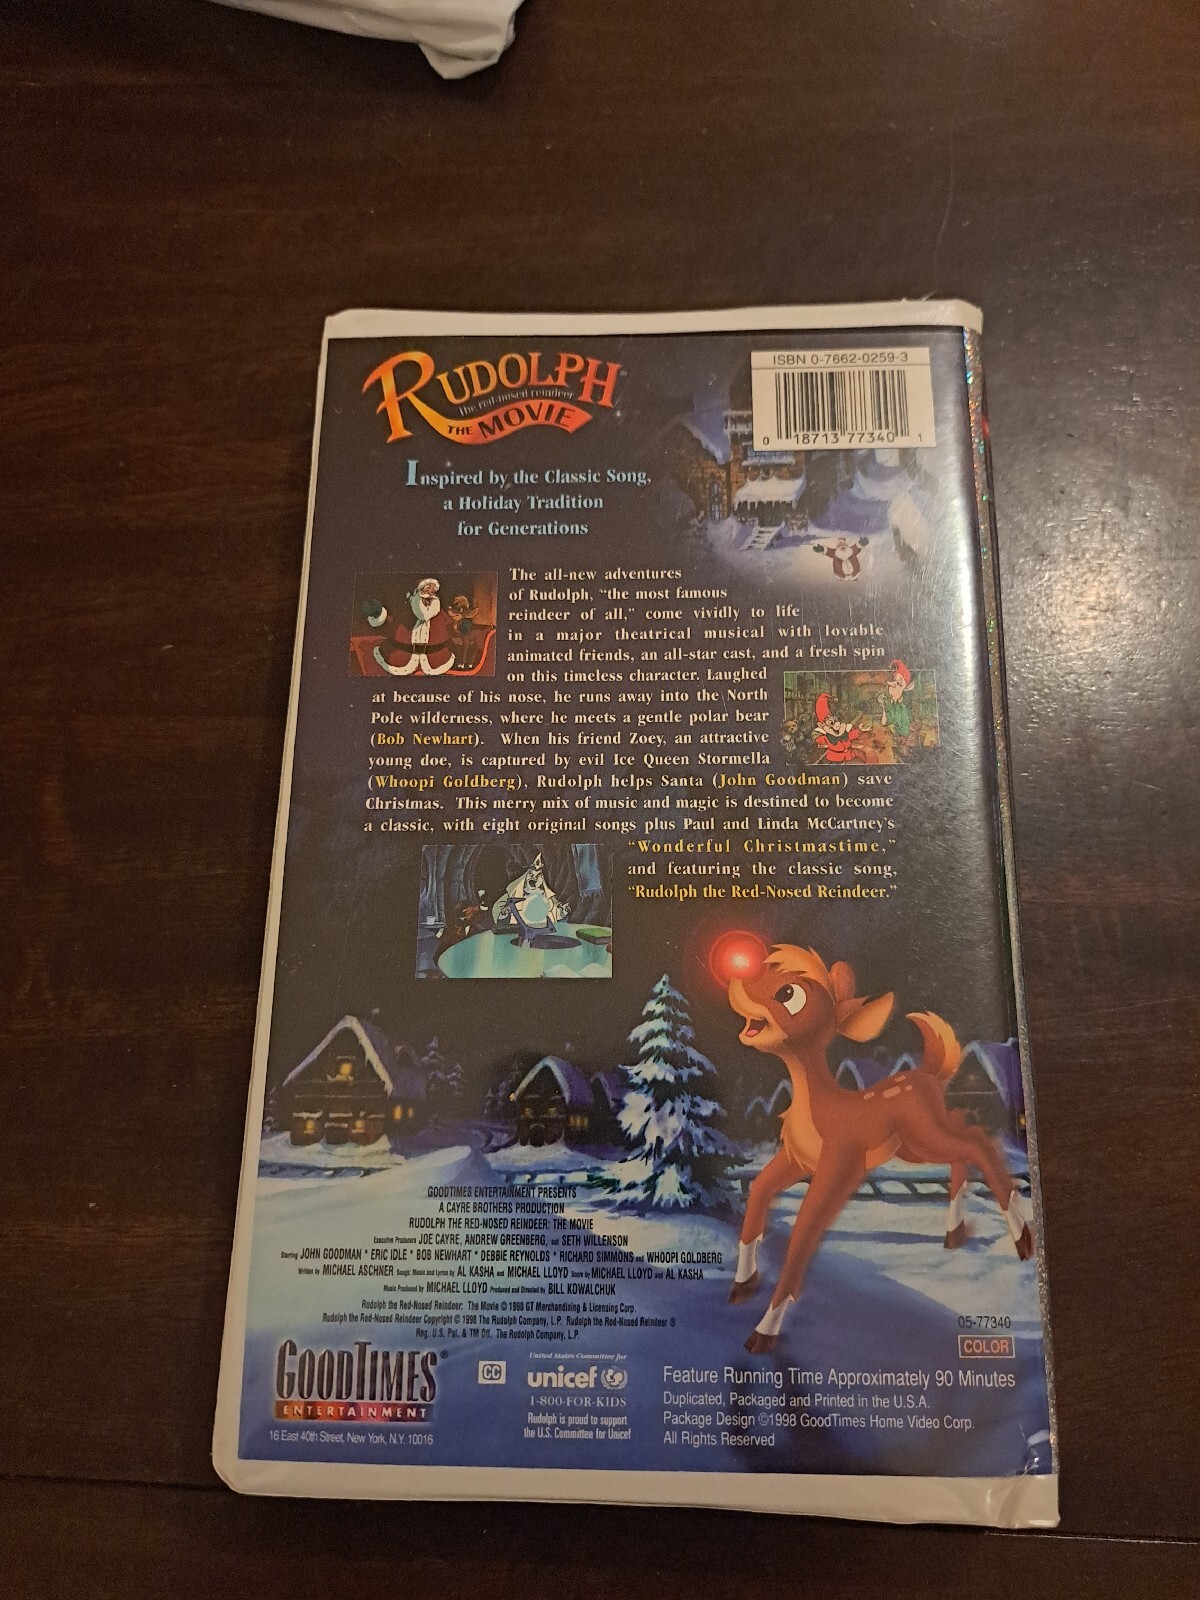 RUDOLPH
the red-nosed reindeer
THE MOVIE
ISBN 0-7662-0259-3
0 18713 77340 1
Inspired by the Classic Song,
a Holiday Tradition
for Generations
The all-new adventures
of Rudolph, "the most famous
reindeer of all," come vividly to life
in a major theatrical musical with lovable
animated friends, an all-star cast, and a fresh spin
on this timeless character. Laughed
at because of his nose, he runs away into the North
Pole wilderness, where he meets a gentle polar bear
(Bob Newhart). When his friend Zoey, an attractive
young doe, is captured by evil Ice Queen Stormella
(Whoopi Goldberg), Rudolph helps Santa (John Goodman) save
Christmas. This merry mix of music and magic is destined to become
a classic, with eight original songs plus Paul and Linda McCartney's
"Wonderful Christmastime,"
and featuring the classic song,
"Rudolph the Red-Nosed Reindeer."
GOODTIMES ENTERTAINMENT PRESENTS
A CAYRE BROTHERS PRODUCTION
RUDOLPH THE RED-NOSED REINDEER: THE MOVIE
Executive Producers JOE CAYRE, ANDREW GREENBERG, and SETH WILLENSON
Starring JOHN GOODMAN * ERIC IDLE * BOB NEWHART * DEBBIE REYNOLDS * RICHARD SIMMONS and WHOOPI GOLDBERG
Written by MICHAEL ASCHNER Songs: Music and Lyrics by AL KASHA and MICHAEL LLOYD Score by MICHAEL LLOYD and AL KASHA
Music Produced by MICHAEL LLOYD Produced and Directed by BILL KOWALCHUK
Rudolph the Red-Nosed Reindeer: The Movie © 1998 GT Merchandising & Licensing Corp.
Rudolph the Red-Nosed Reindeer Copyright © 1998 The Rudolph Company, L.P. Rudolph the Red-Nosed Reindeer ®
Reg. U.S. Pat. & TM Off. The Rudolph Company, L.P.
05-77340
COLOR
GOODTIMES®
ENTERTAINMENT
16 East 40th Street, New York, N.Y. 10016
CC
United States Committee for
unicef
1-800-FOR-KIDS
Rudolph is proud to support
the U.S. Committee for Unicef
Feature Running Time Approximately 90 Minutes
Duplicated, Packaged and Printed in the U.S.A.
Package Design ©1998 GoodTimes Home Video Corp.
All Rights Reserved